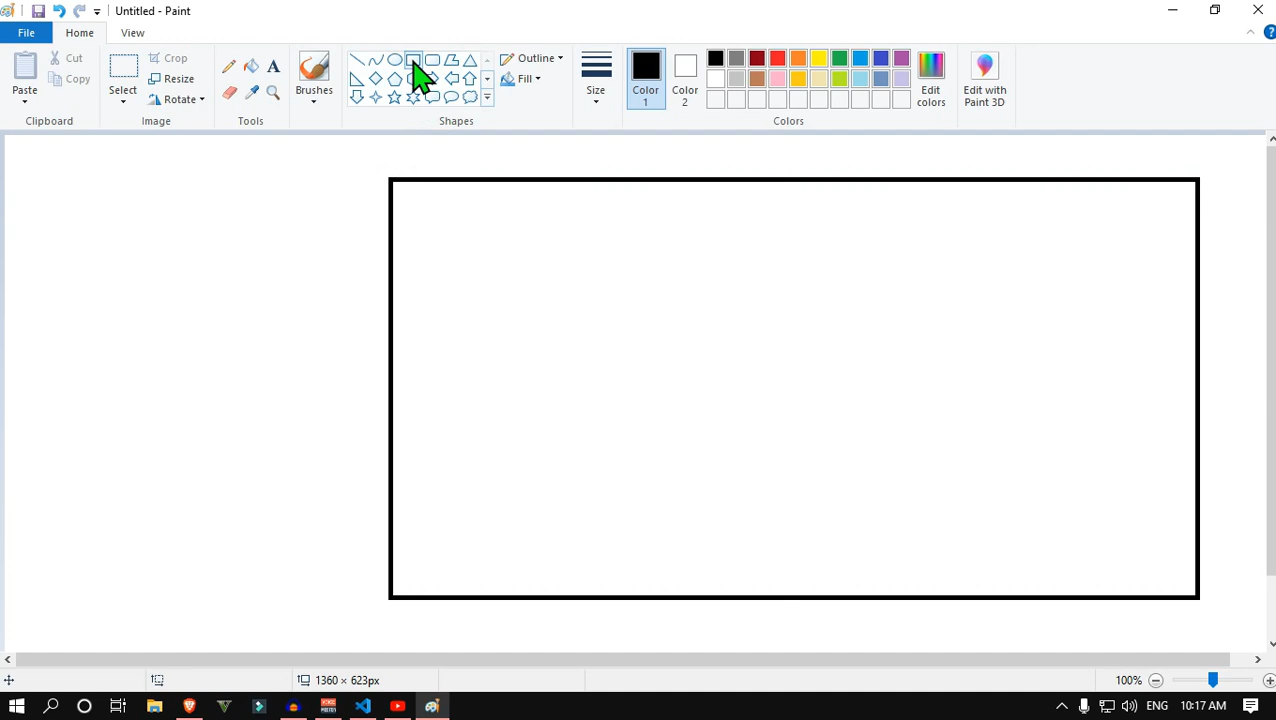 Untitled - Paint
File
Home
View
Paste
Cut
Copy
Clipboard
Select
Crop
Resize
Rotate
Image
A
Tools
Brushes
Shapes
Outline
Fill
Size
Color
1
Color
2
Edit
colors
Colors
Edit with
Paint 3D
1360 × 623px
100%
ENG
10:17 AM